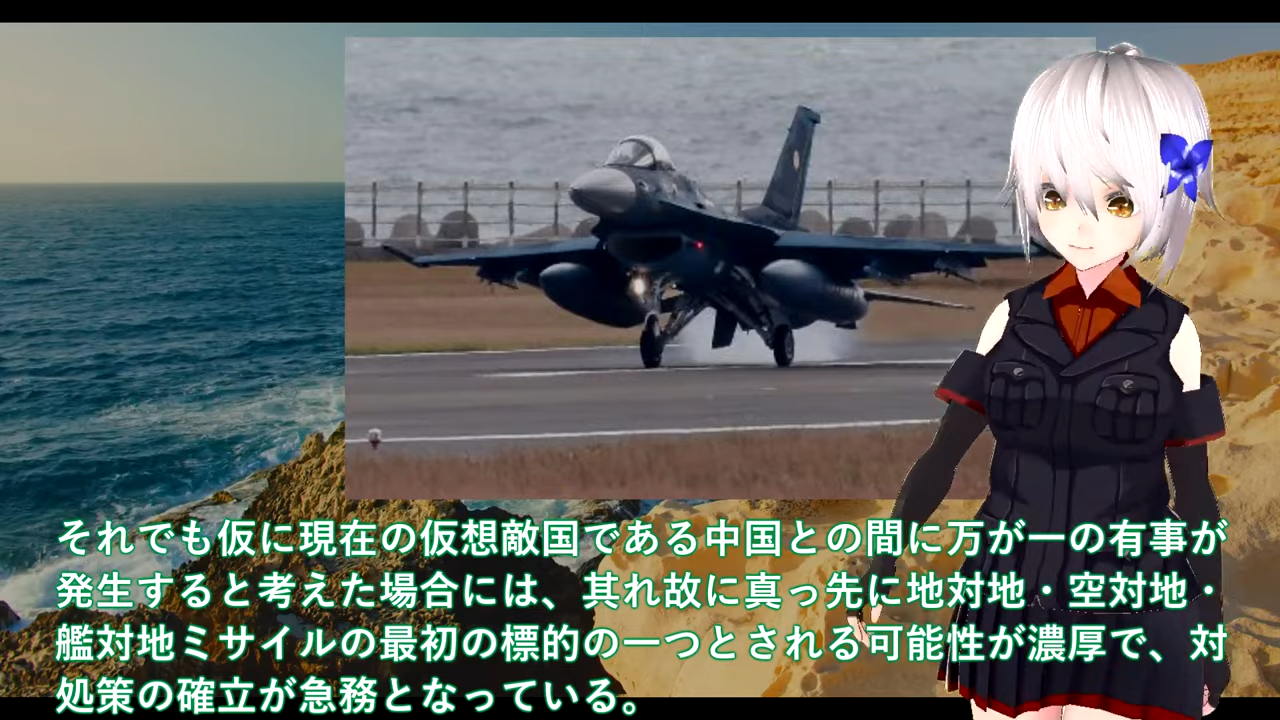 それでも仮に現在の仮想敵国である中国との間に万が一の有事が
発生すると考えた場合には、其れ故に真っ先に地対地・空対地・
艦対地ミサイルの最初の標的の一つとされる可能性が濃厚で、対
処策の確立が急務となっている。